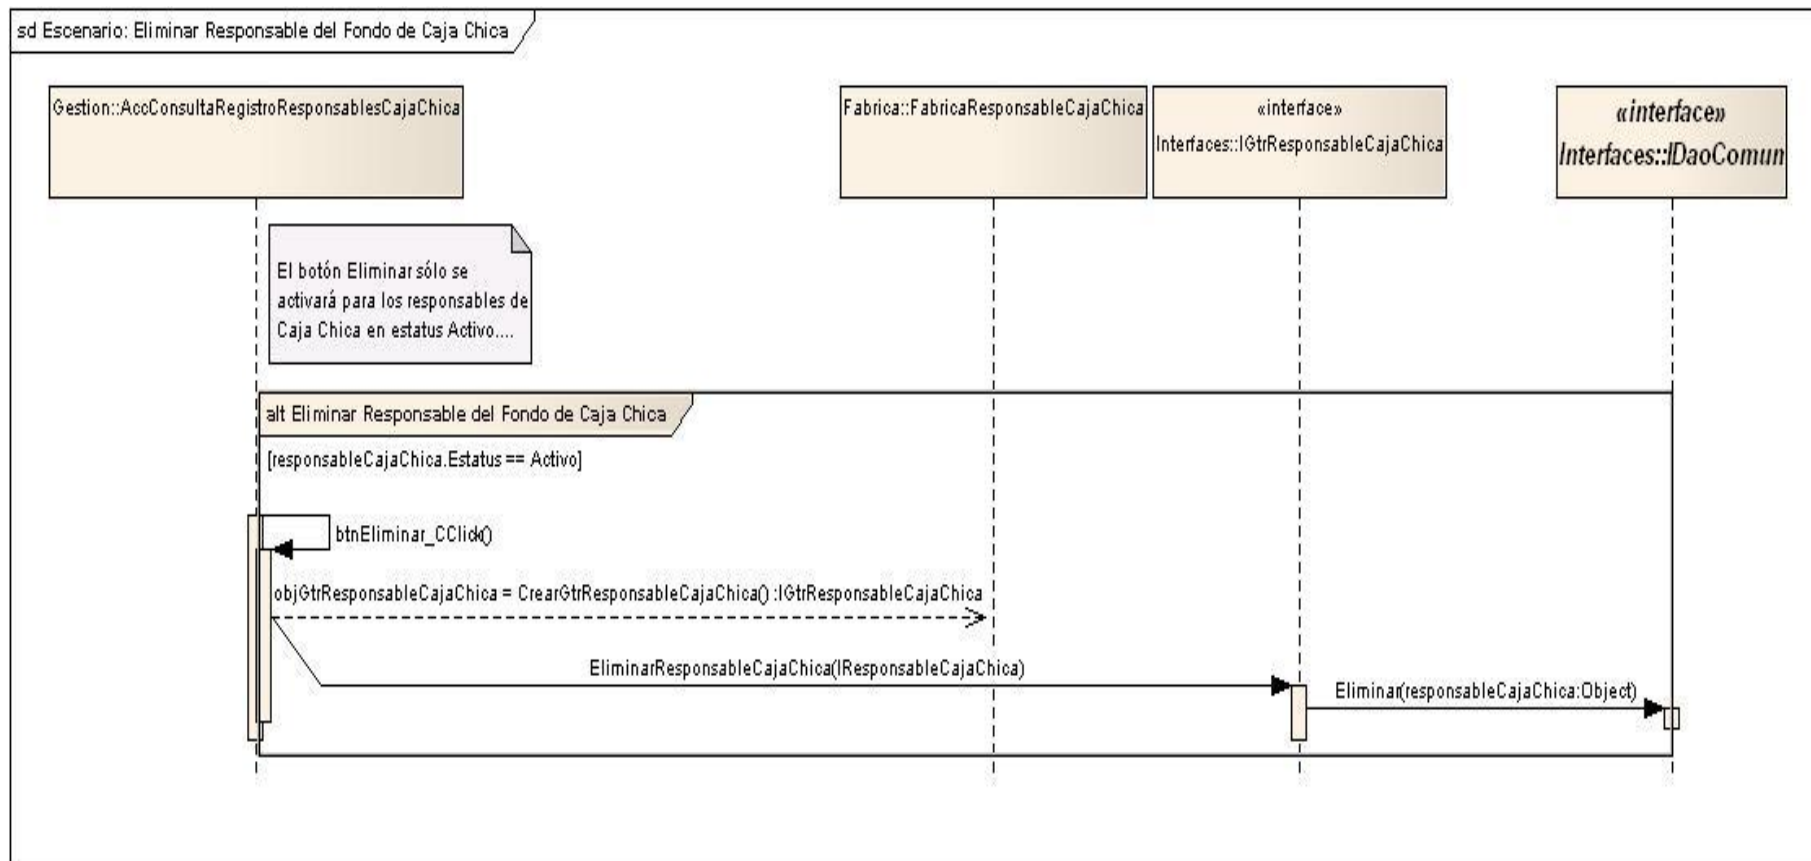 sd Escenario: Eliminar Responsable del Fondo de Caja Chica
Gestion::AccConsultaRegistroResponsablesCajaChica
Fabrica::FabricaResponsableCajaChica
«interface»
Interfaces::IGtrResponsableCajaChica
«interface»
Interfaces::IDaoComun
El botón Eliminar sólo se
activará para los responsables de
Caja Chica en estatus Activo....
alt Eliminar Responsable del Fondo de Caja Chica
[responsableCajaChica.Estatus == Activo]
btnEliminar_CClick()
objGtrResponsableCajaChica = CrearGtrResponsableCajaChica() :IGtrResponsableCajaChica
EliminarResponsableCajaChica(IResponsableCajaChica)
Eliminar(responsableCajaChica:Object)